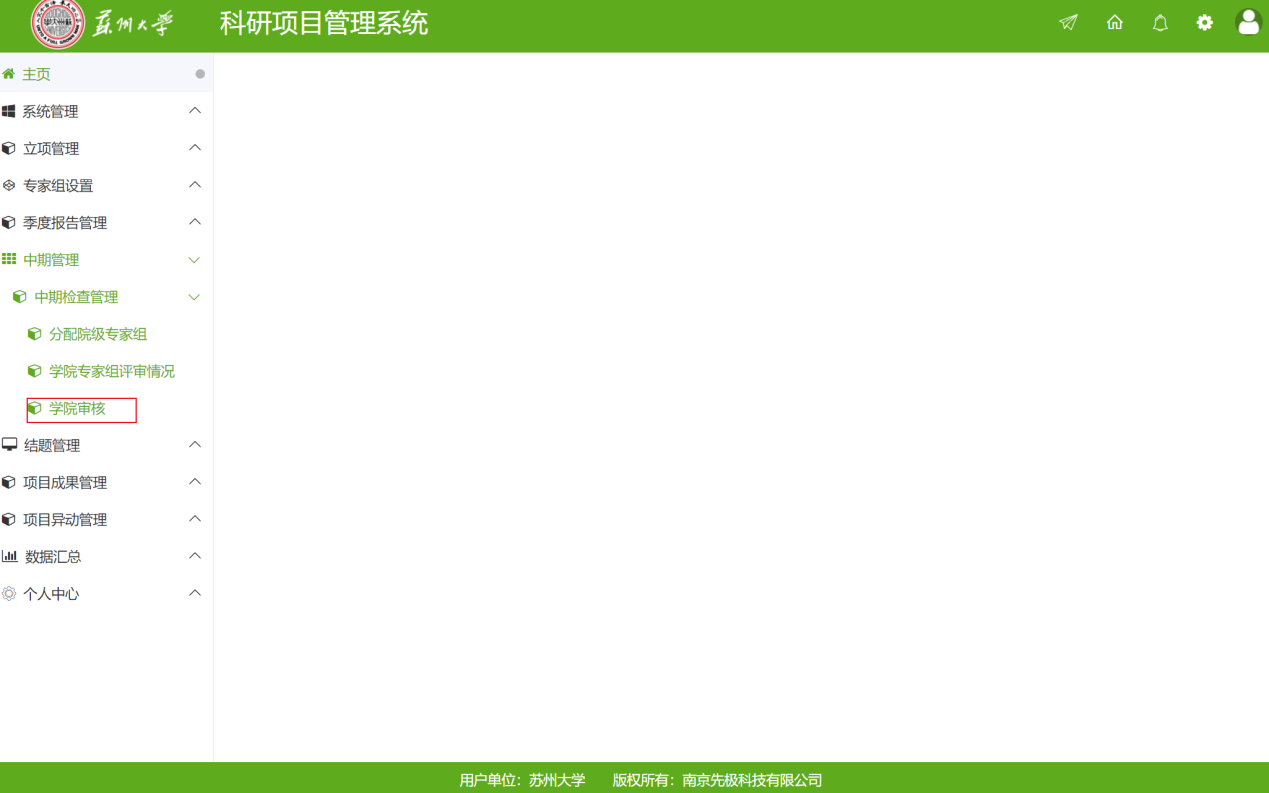 蘇州大學 科研项目管理系统
主页
系统管理
立项管理
专家组设置
季度报告管理
中期管理
中期检查管理
分配院级专家组
学院专家组评审情况
学院审核
结题管理
项目成果管理
项目异动管理
数据汇总
个人中心
用户单位：苏州大学 版权所有：南京先极科技有限公司